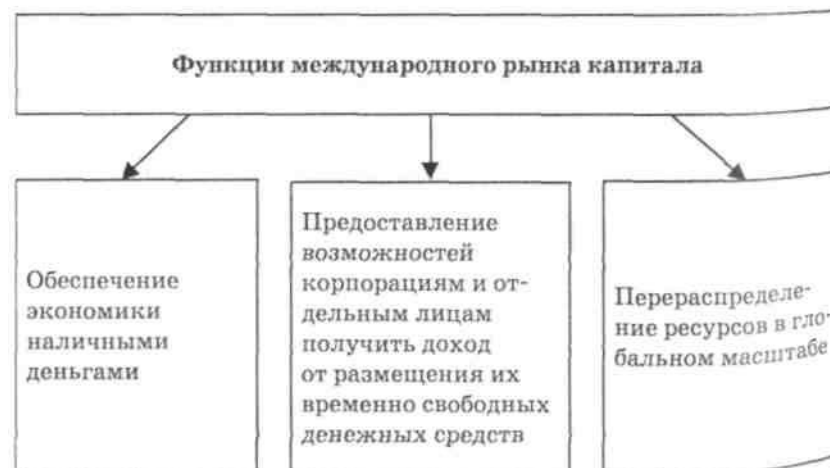 Функции международного рынка капитала
Обеспечение
экономики
наличными
деньгами
Предоставление
возможностей
корпорациям и от-
дельным лицам
получить доход
от размещения их
временно свободных
денежных средств
Перераспределе-
ние ресурсов в гло-
бальном масштабе